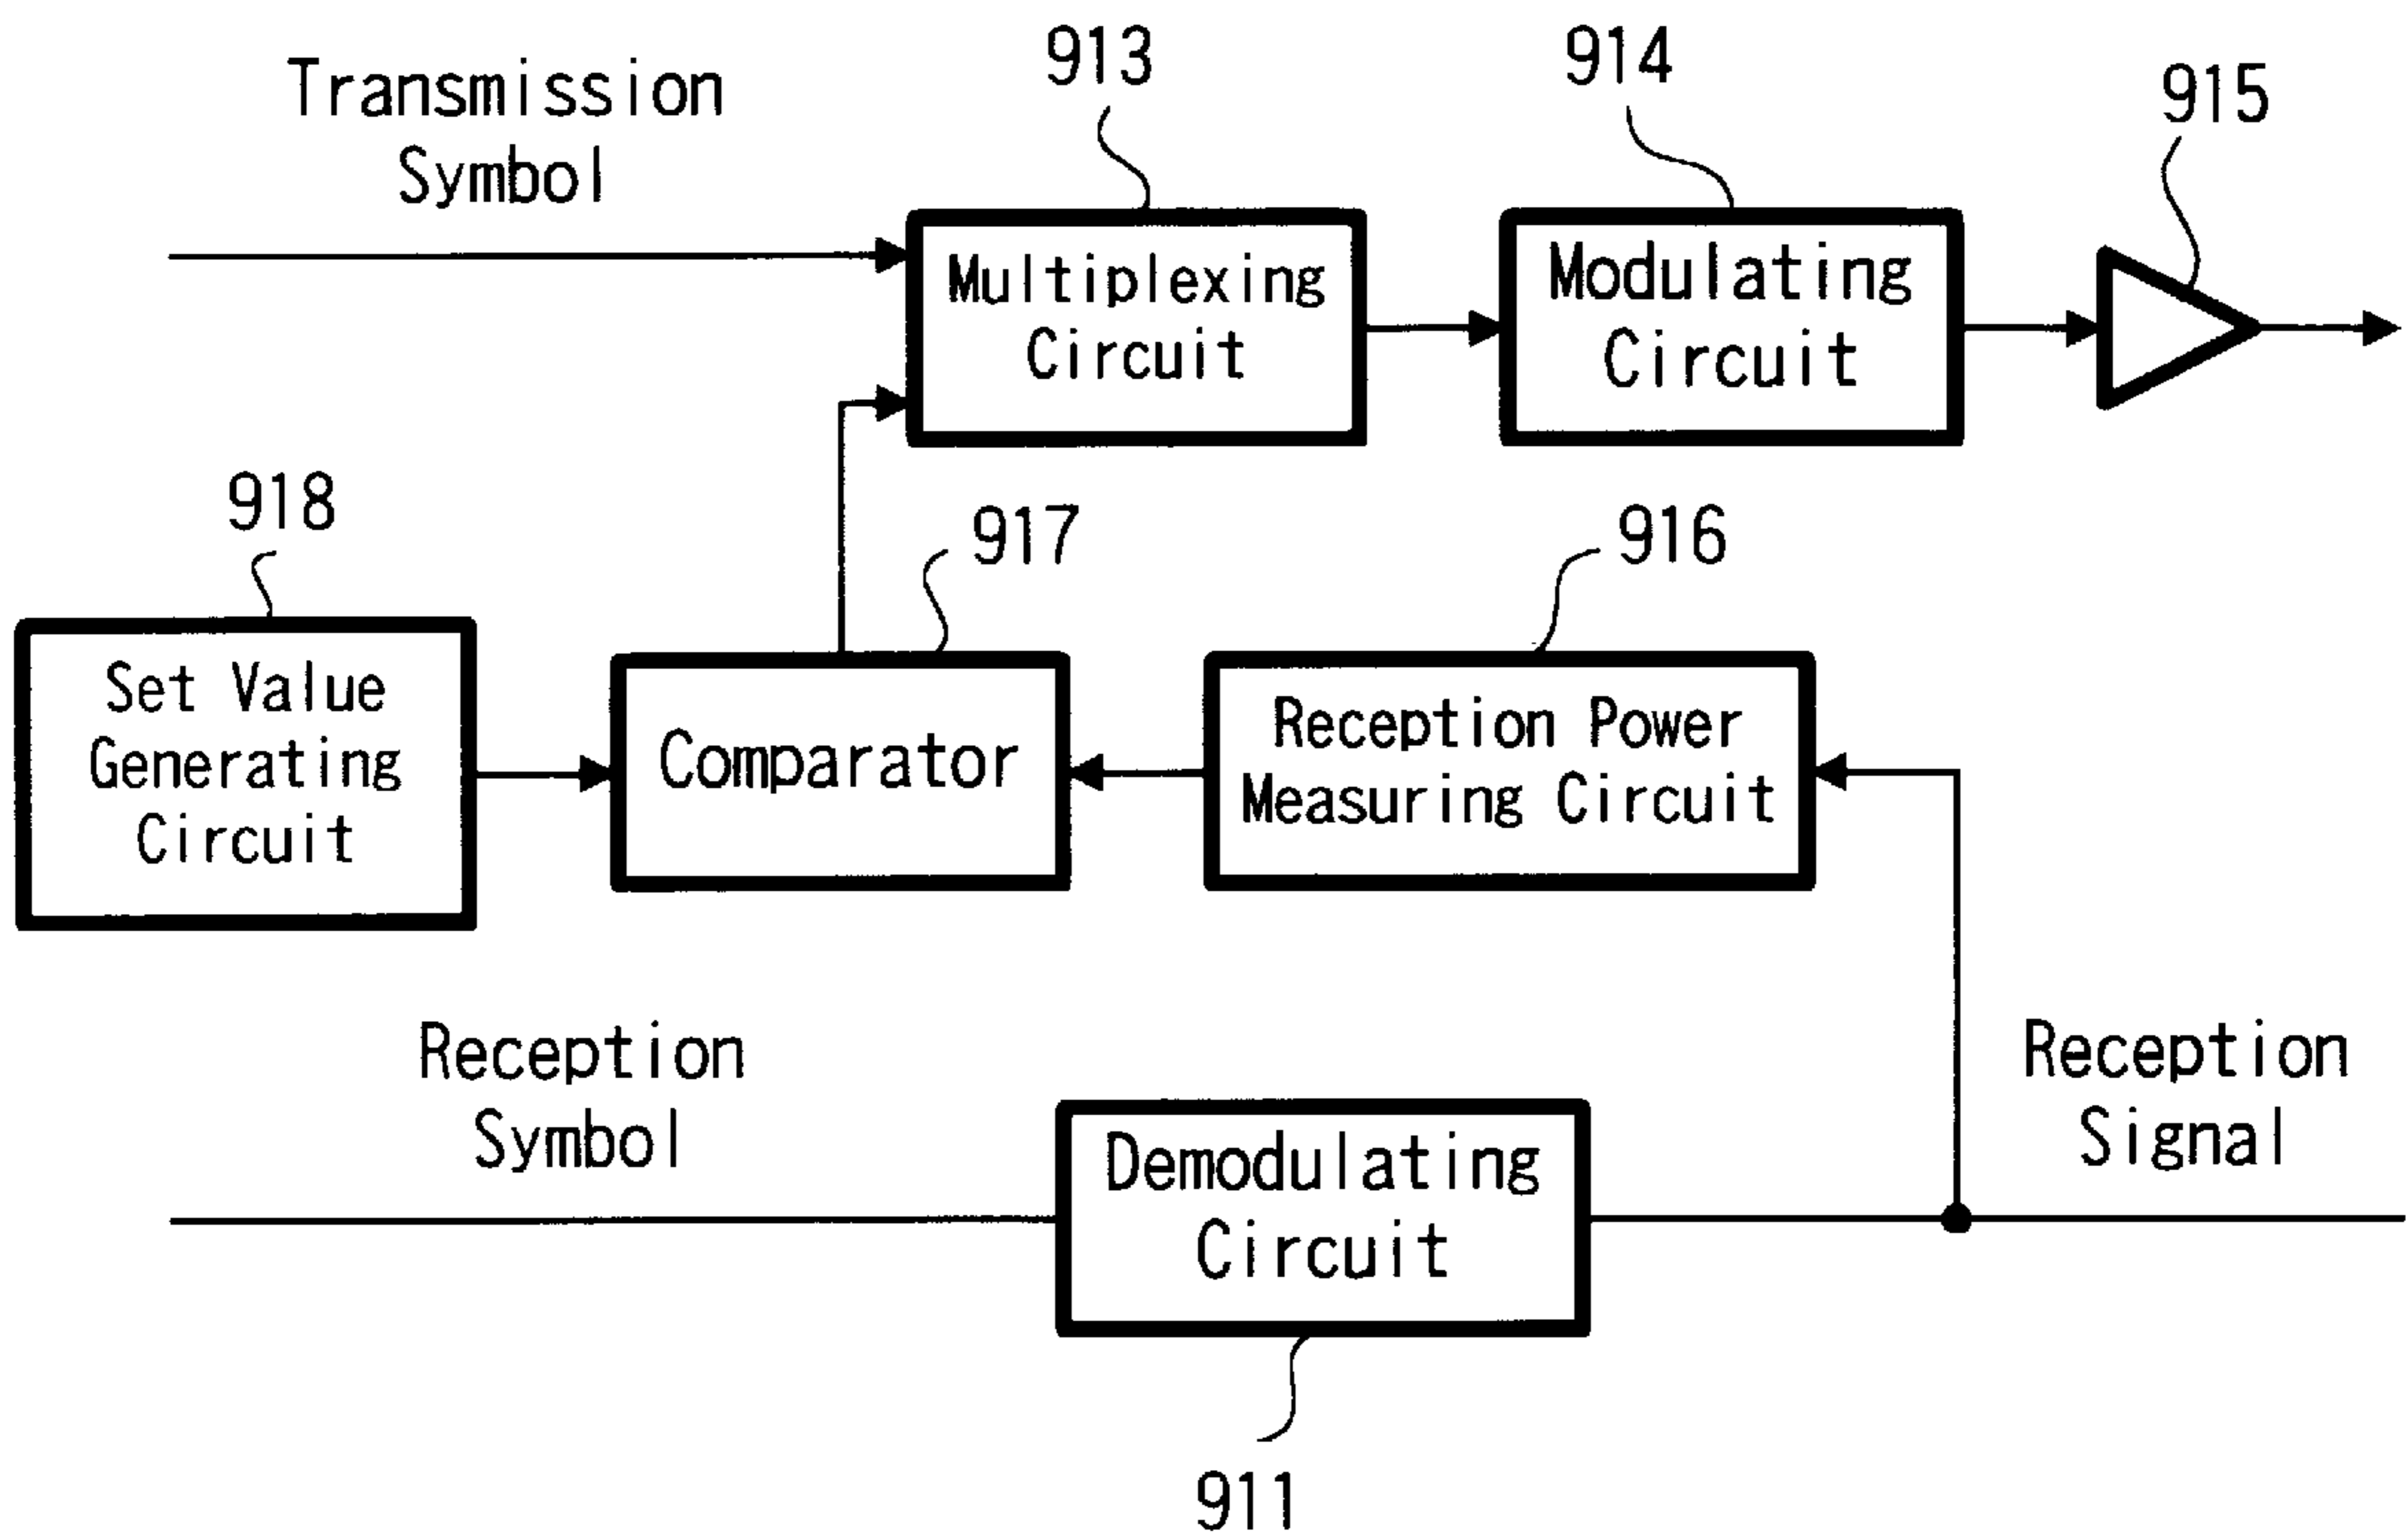 913
914
915
Transmission
Symbol
Multiplexing
Circuit
Modulating
Circuit
918
917
916
Set Value
Generating
Circuit
Comparator
Reception Power
Measuring Circuit
Reception
Symbol
Reception
Signal
Demodulating
Circuit
911